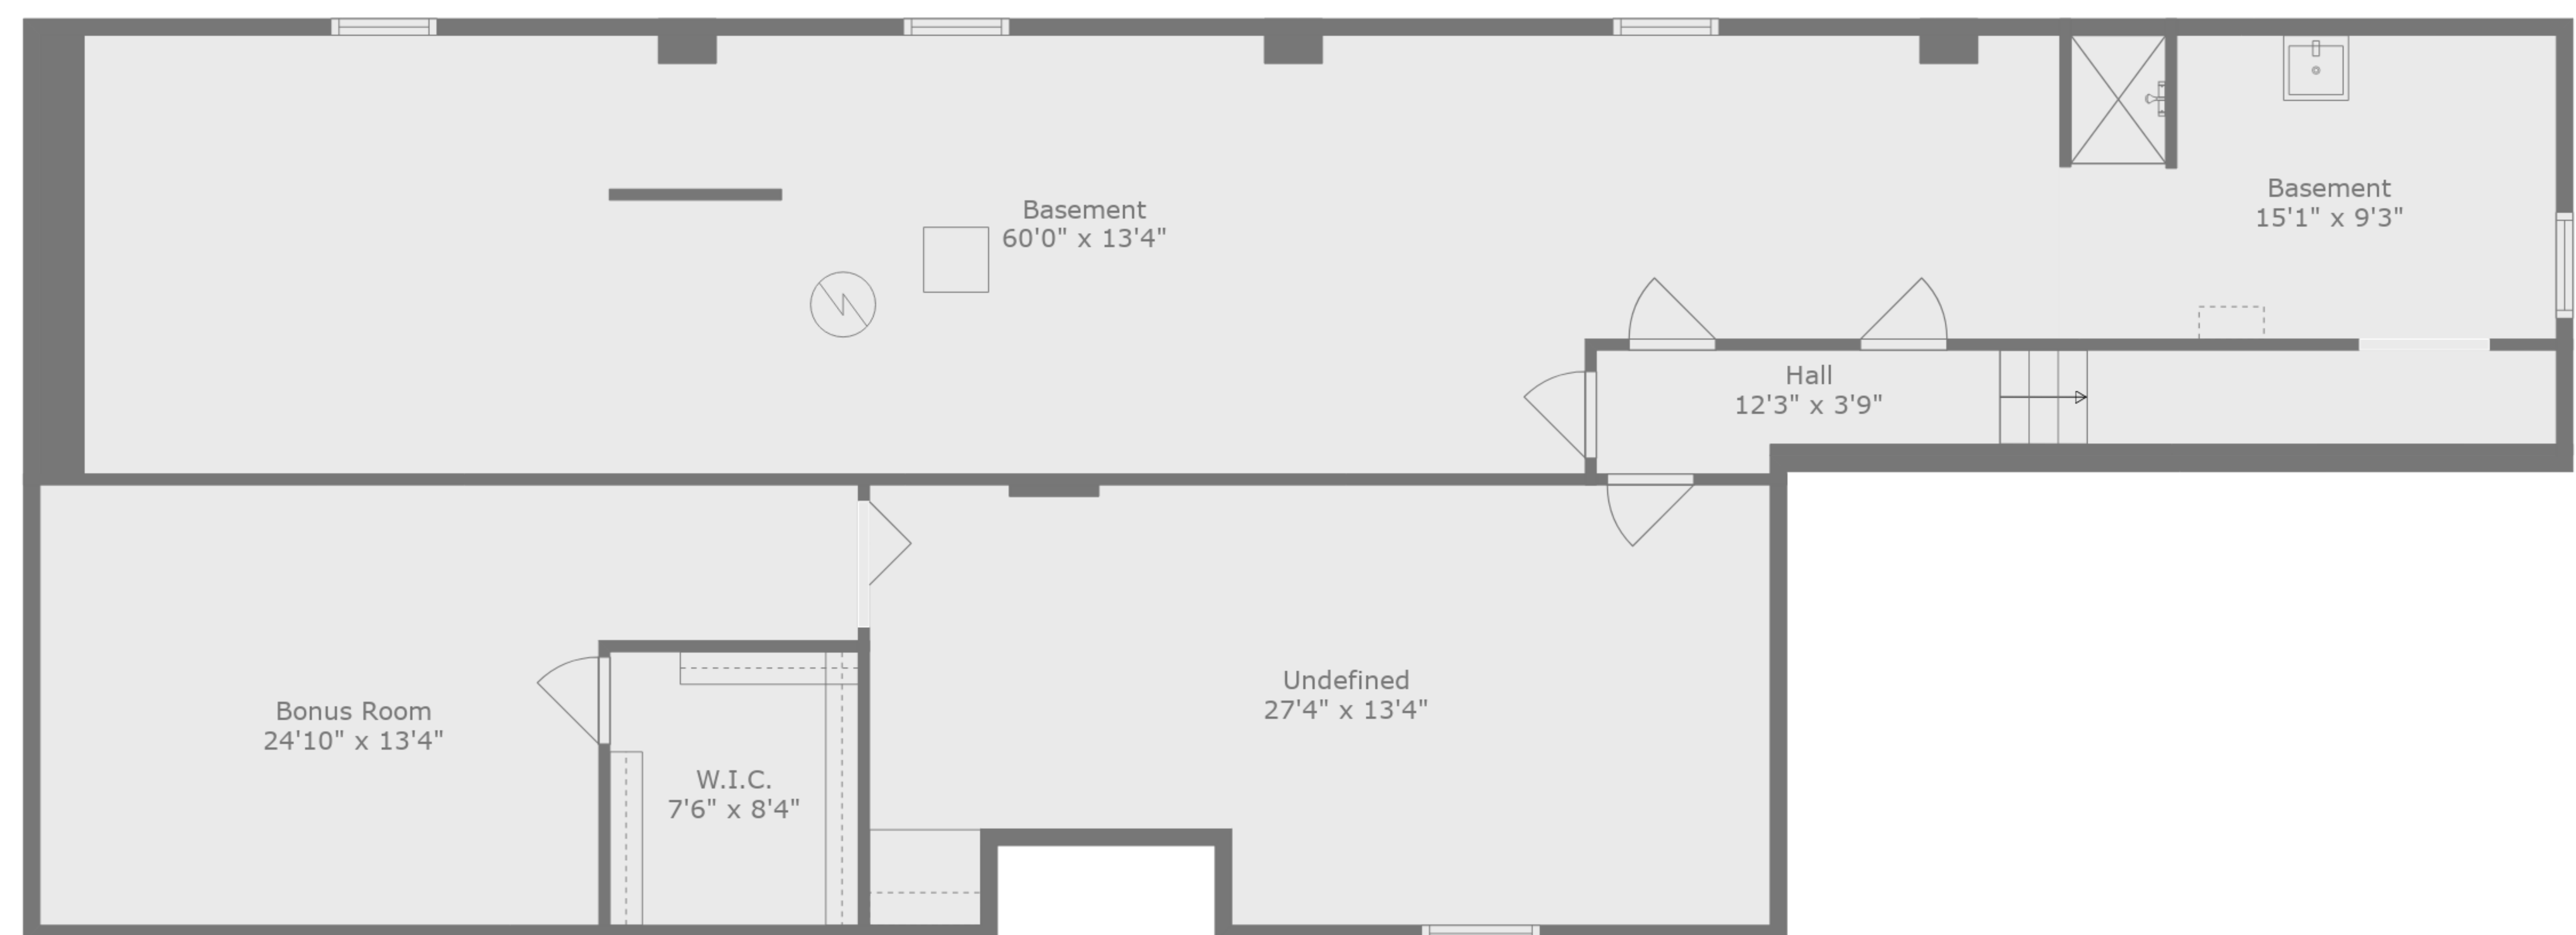 Basement
60'0" x 13'4"
Basement
15'1" x 9'3"
Hall
12'3" x 3'9"
Bonus Room
24'10" x 13'4"
W.I.C.
7'6" x 8'4"
Undefined
27'4" x 13'4"